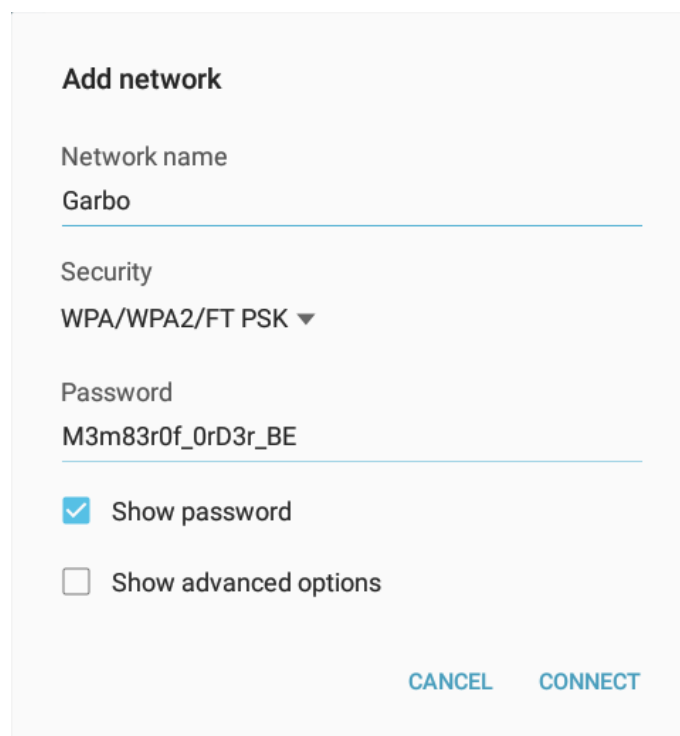 Add network
Network name
Garbo
Security
WPA/WPA2/FT PSK
Password
M3m83r0f_0rD3r_BE
Show password
Show advanced options
CANCEL CONNECT